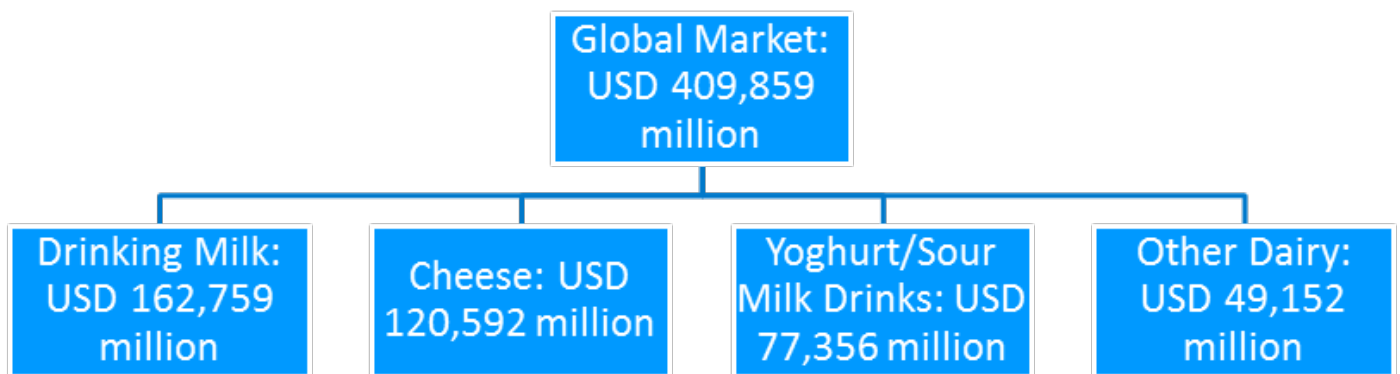 Global Market:
USD 409,859
million
Drinking Milk:
USD 162,759
million
Cheese: USD
120,592 million
Yoghurt/Sour
Milk Drinks: USD
77,356 million
Other Dairy:
USD 49,152
million